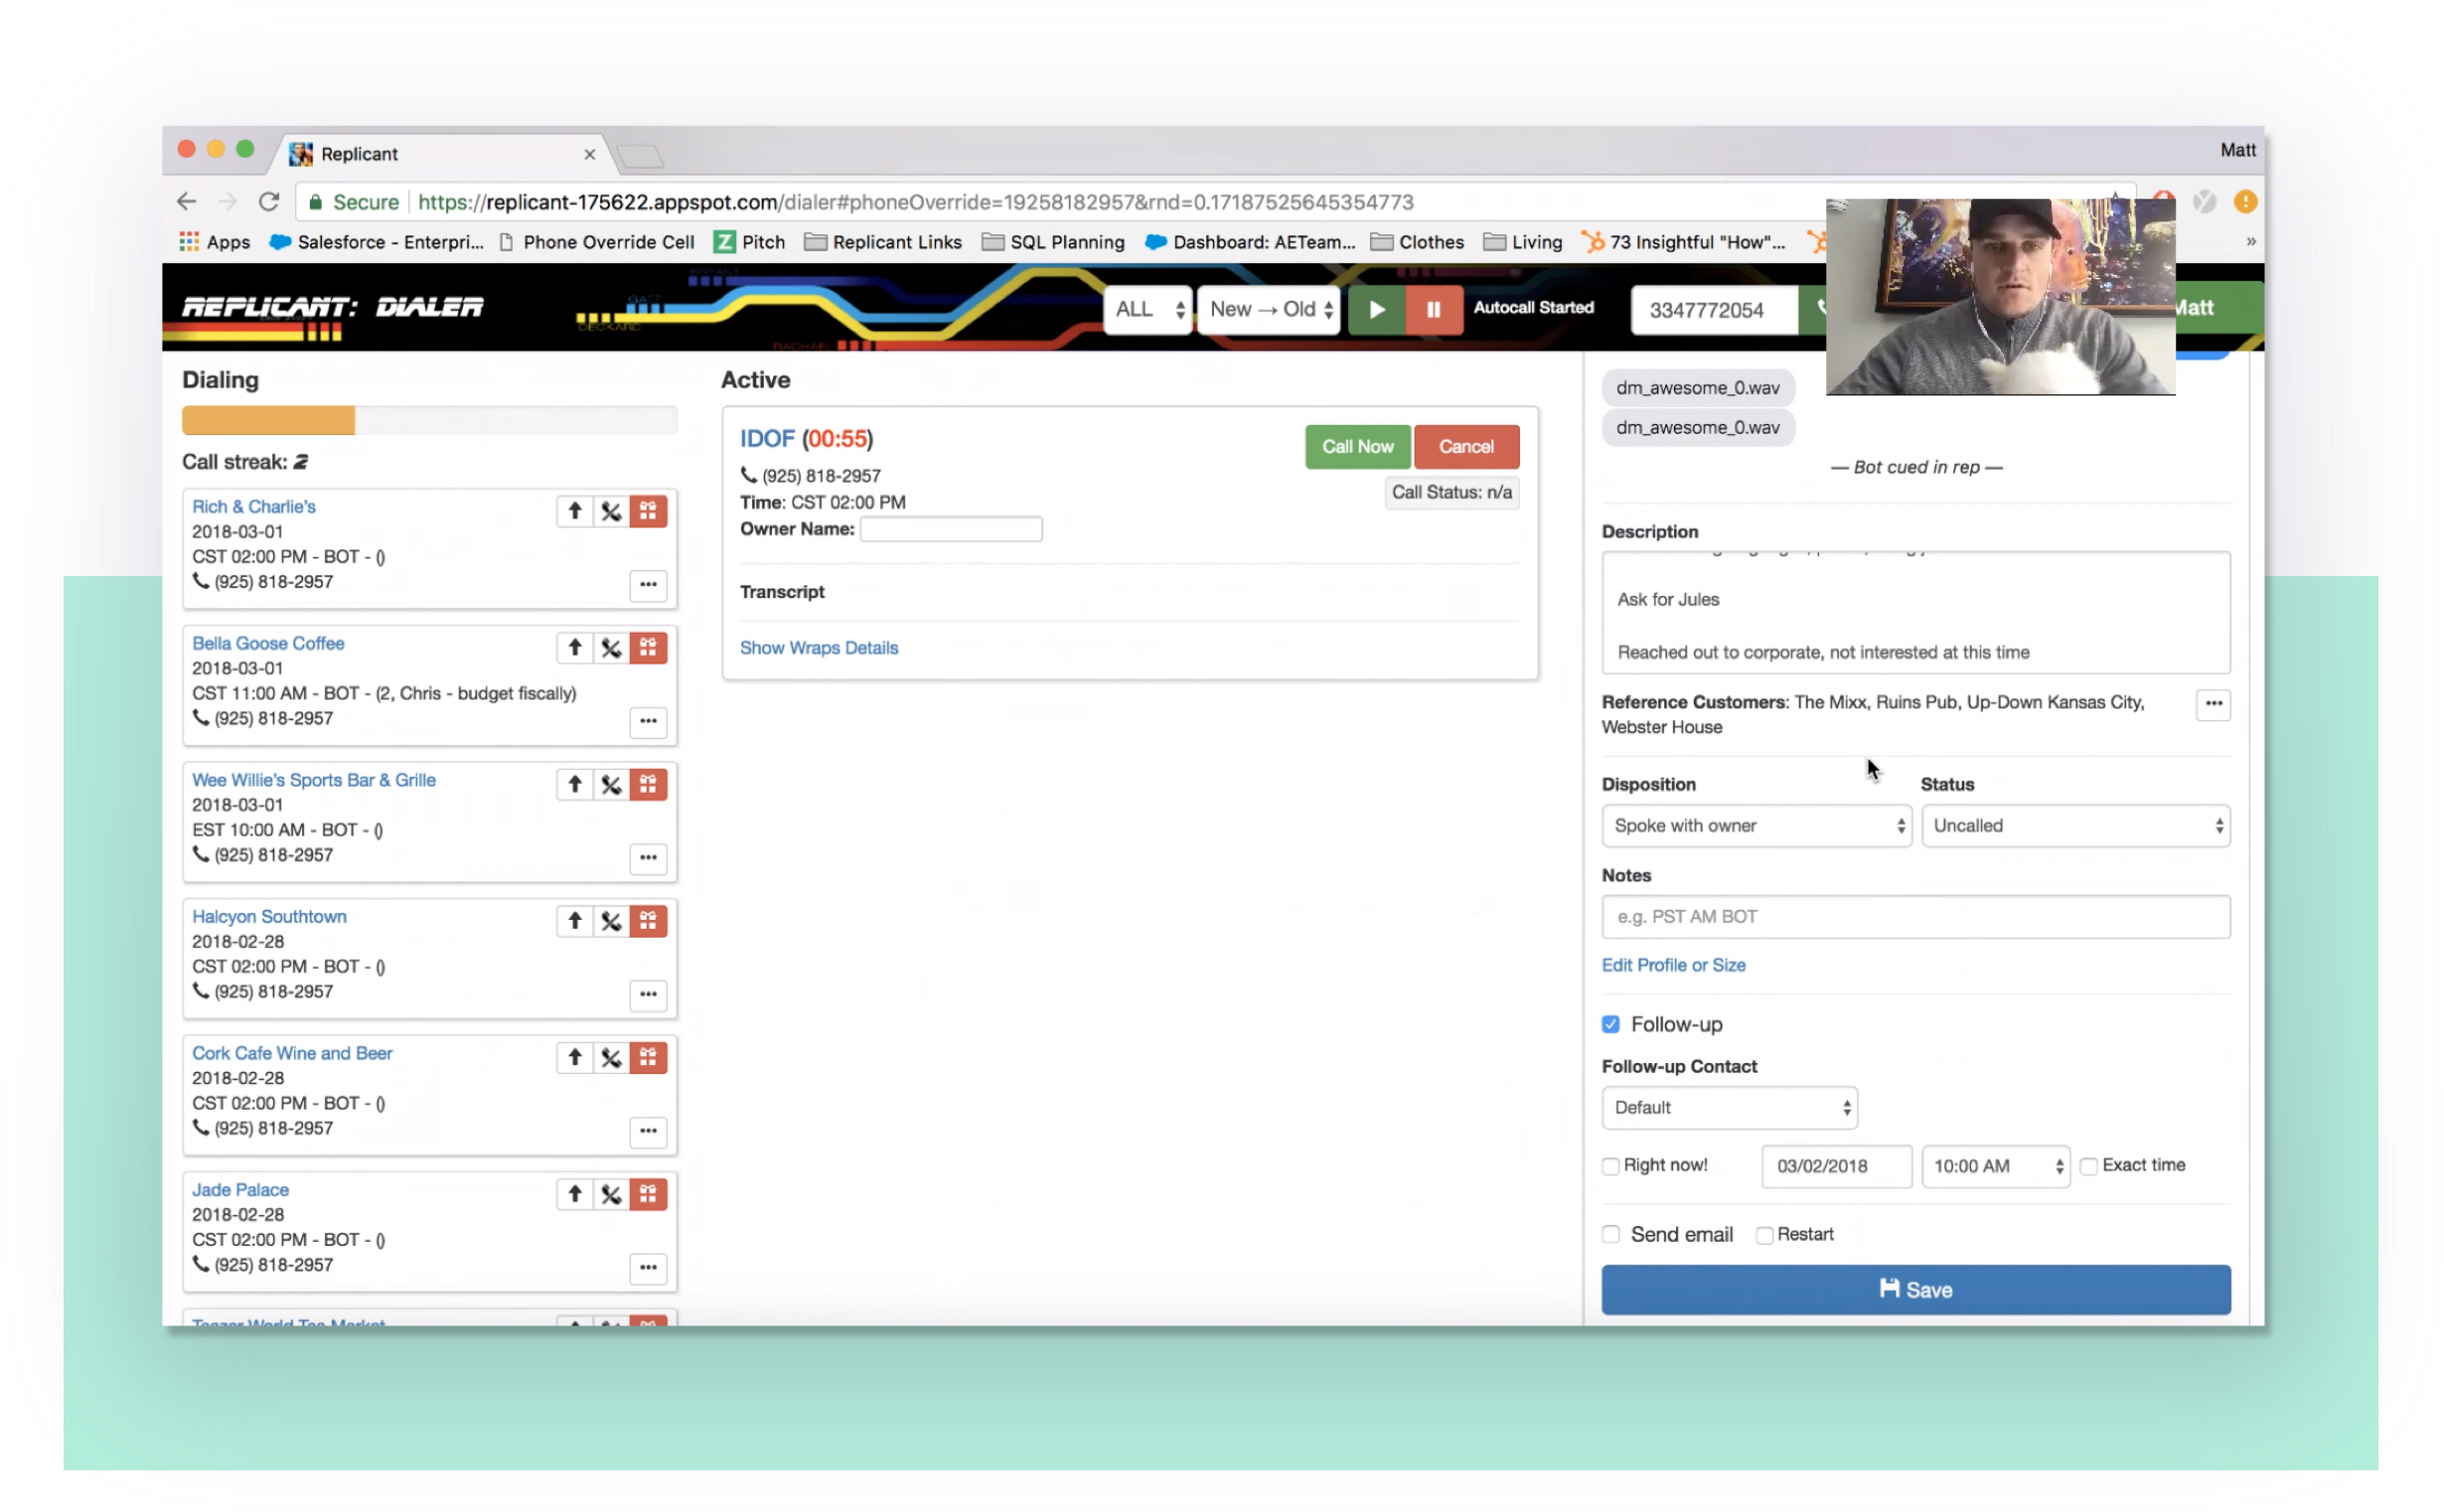 Replicant
Matt
Secure https://replicant-175622.appspot.com/dialer#phoneOverride=19258182957&rnd=0.17187525645354773
Apps Salesforce - Enterpri... Phone Override Cell Z Pitch Replicant Links SQL Planning Dashboard: AETeam... Clothes Living 73 Insightful "How"... »
REPLICANT: DIALER
BRYANT
GAFF
DECKARD
RACHAEL
ALL New → Old Autocall Started 3347772054 Matt
Dialing
Call streak: 2
Rich & Charlie's
2018-03-01
CST 02:00 PM - BOT - ()
(925) 818-2957
Bella Goose Coffee
2018-03-01
CST 11:00 AM - BOT - (2, Chris - budget fiscally)
(925) 818-2957
Wee Willie's Sports Bar & Grille
2018-03-01
EST 10:00 AM - BOT - ()
(925) 818-2957
Halcyon Southtown
2018-02-28
CST 02:00 PM - BOT - ()
(925) 818-2957
Cork Cafe Wine and Beer
2018-02-28
CST 02:00 PM - BOT - ()
(925) 818-2957
Jade Palace
2018-02-28
CST 02:00 PM - BOT - ()
(925) 818-2957
World Tea Market
Active
IDOF (00:55)
Call Now Cancel
(925) 818-2957
Call Status: n/a
Time: CST 02:00 PM
Owner Name:
Transcript
Show Wraps Details
dm_awesome_0.wav
dm_awesome_0.wav
— Bot cued in rep —
Description
Ask for Jules
Reached out to corporate, not interested at this time
Reference Customers: The Mixx, Ruins Pub, Up-Down Kansas City,
Webster House
Disposition Status
Spoke with owner Uncalled
Notes
e.g. PST AM BOT
Edit Profile or Size
Follow-up
Follow-up Contact
Default
Right now! 03/02/2018 10:00 AM Exact time
Send email Restart
Save